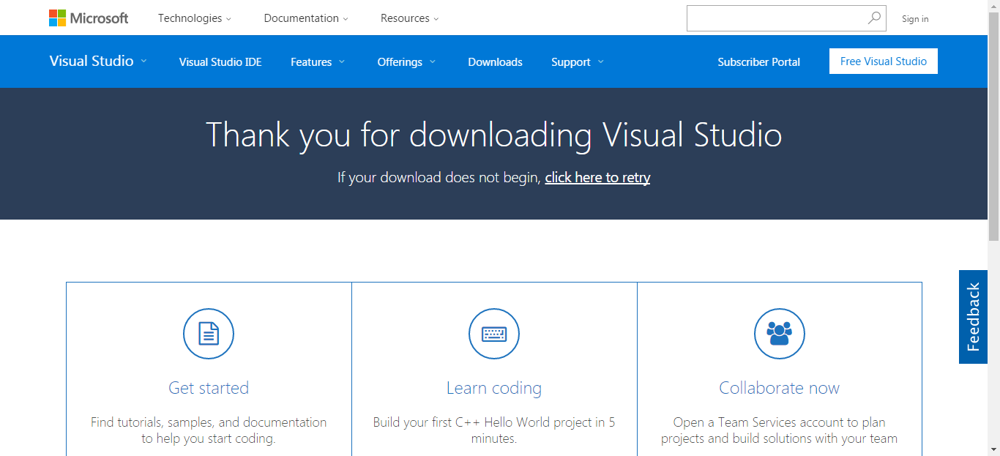 Microsoft Technologies Documentation Resources Sign in
Visual Studio Visual Studio IDE Features Offerings Downloads Support Subscriber Portal Free Visual Studio
Thank you for downloading Visual Studio
If your download does not begin, click here to retry
Feedback
Get started
Find tutorials, samples, and documentation
to help you start coding.
Learn coding
Build your first C++ Hello World project in 5
minutes.
Collaborate now
Open a Team Services account to plan
projects and build solutions with your team